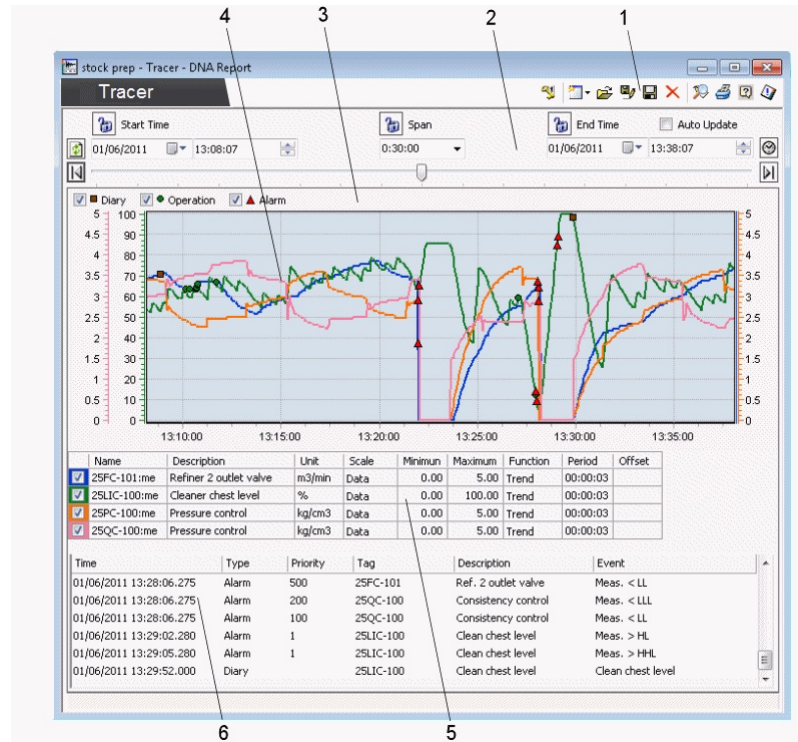 4 3 2 1
stock prep - Tracer - DNA Report
Tracer
Start Time Span End Time Auto Update
01/06/2011 13:08:07 0:30:00 01/06/2011 13:38:07
Diary Operation Alarm
5 100 5
4.5 90 4.5
4 80 4
3.5 70 3.5
3 60 3
2.5 50 2.5
2 40 2
1.5 30 1.5
1 20 1
0.5 10 0.5
0 0 0
13:10:00 13:15:00 13:20:00 13:25:00 13:30:00 13:35:00
Name Description Unit Scale Minimun Maximum Function Period Offset
25FC-101:me Refiner 2 outlet valve m3/min Data 0.00 5.00 Trend 00:00:03
25LIC-100:me Cleaner chest level % Data 0.00 100.00 Trend 00:00:03
25PC-100:me Pressure control kg/cm3 Data 0.00 5.00 Trend 00:00:03
25QC-100:me Pressure control kg/cm3 Data 0.00 5.00 Trend 00:00:03
Time Type Priority Tag Description Event
01/06/2011 13:28:06.275 Alarm 500 25FC-101 Ref. 2 outlet valve Meas. < LL
01/06/2011 13:28:06.275 Alarm 200 25QC-100 Consistency control Meas. < LLL
01/06/2011 13:28:06.275 Alarm 100 25QC-100 Consistency control Meas. < LL
01/06/2011 13:29:02.280 Alarm 1 25LIC-100 Clean chest level Meas. > HL
01/06/2011 13:29:05.280 Alarm 1 25LIC-100 Clean chest level Meas. > HHL
01/06/2011 13:29:52.000 Diary 25LIC-100 Clean chest level Clean chest level
6 5